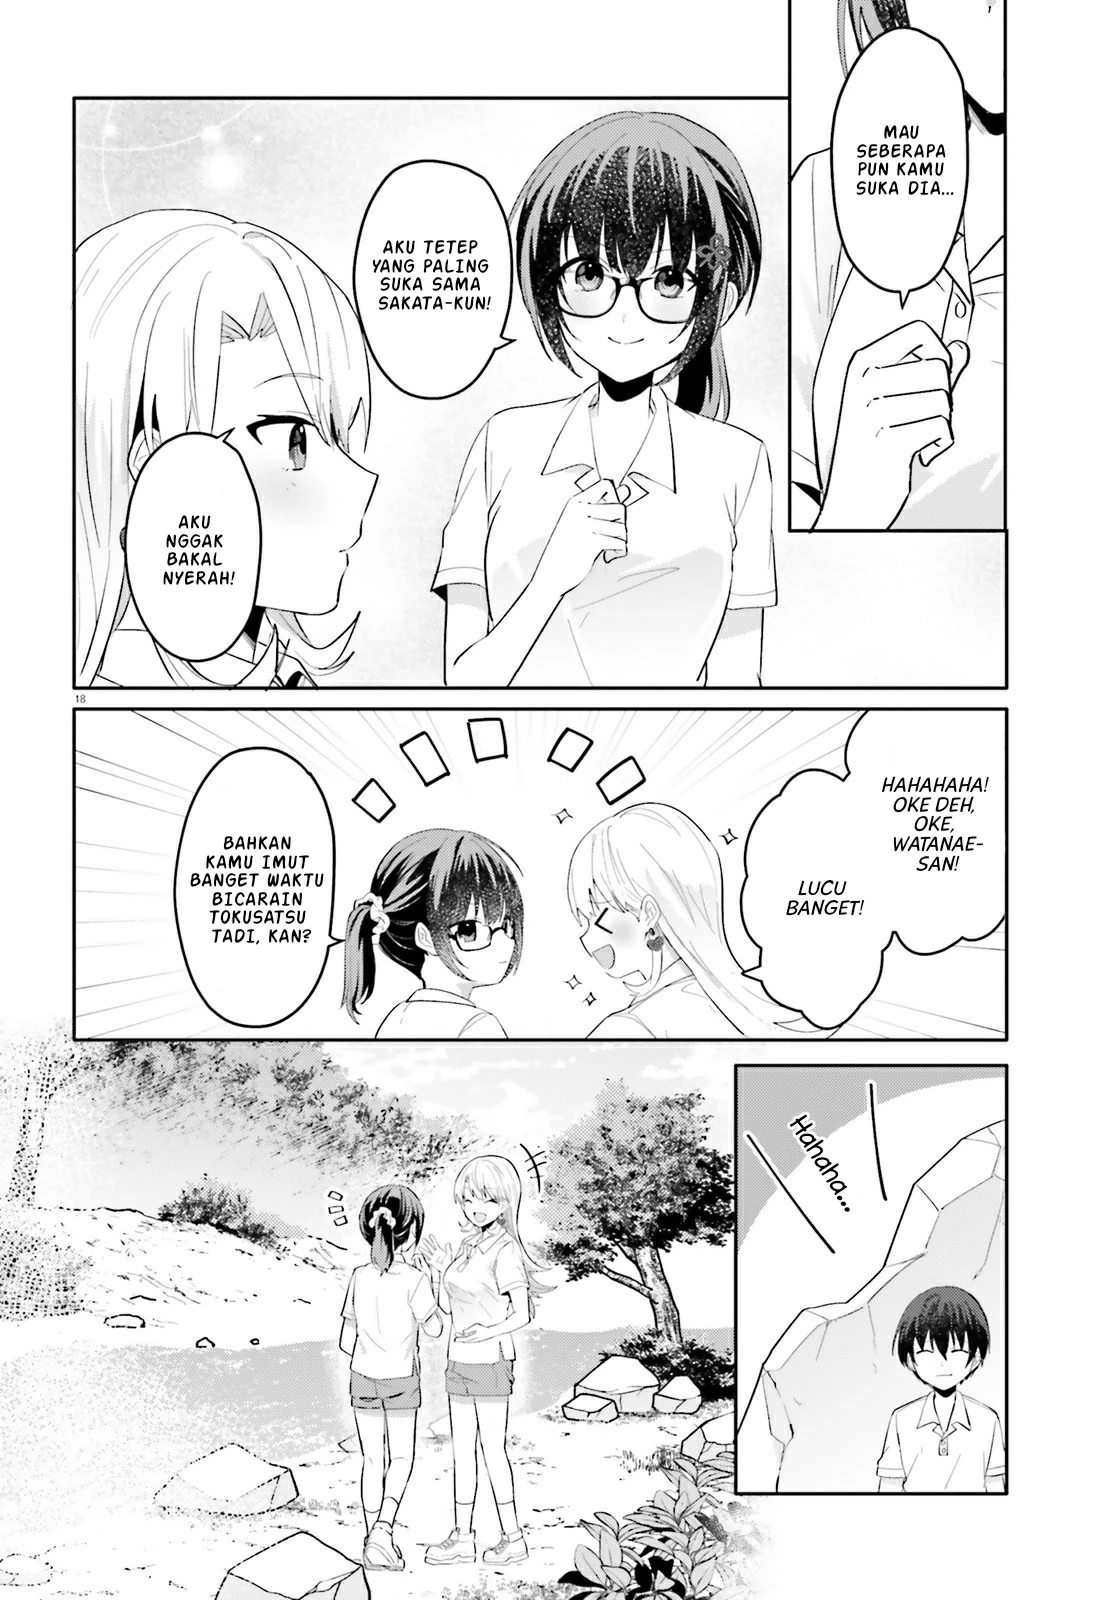 MAU
SEBERAPA
PUN KAMU
SUKA DIA...
AKU TETEP
YANG PALING
SUKA SAMA
SAKATA-KUN!
AKU
NGGAK
BAKAL
NYERAH!
18
HAHAHAHA!
OKE DEH,
OKE,
WATANAE-
SAN!
LUCU
BANGET!
BAHKAN
KAMU IMUT
BANGET WAKTU
BICARAIN
TOKUSATSU
TADI, KAN?
Hahaha...